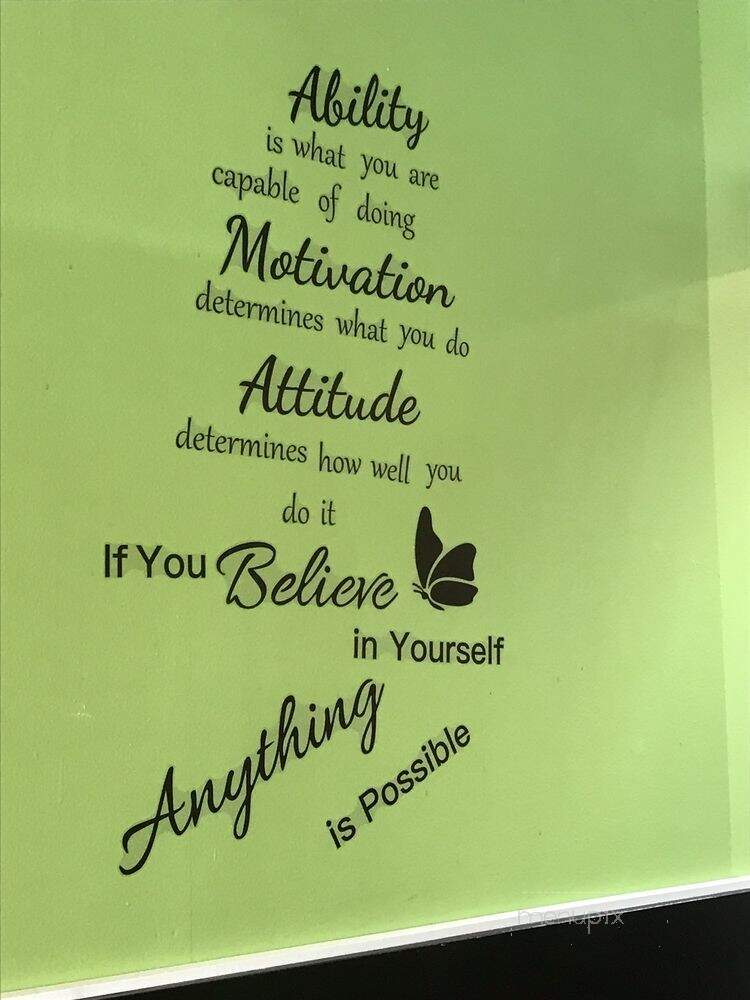 Ability
is what you are
capable of doing
Motivation
determines what you do
Attitude
determines how well you
do it
If You Believe
in Yourself
Anything
is Possible
menupix